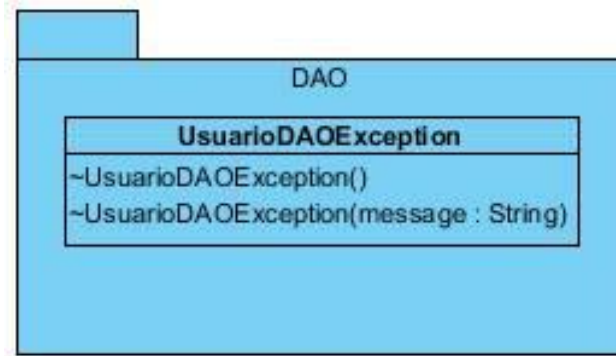 DAO
UsuarioDAOException
~UsuarioDAOException()
~UsuarioDAOException(message : String)